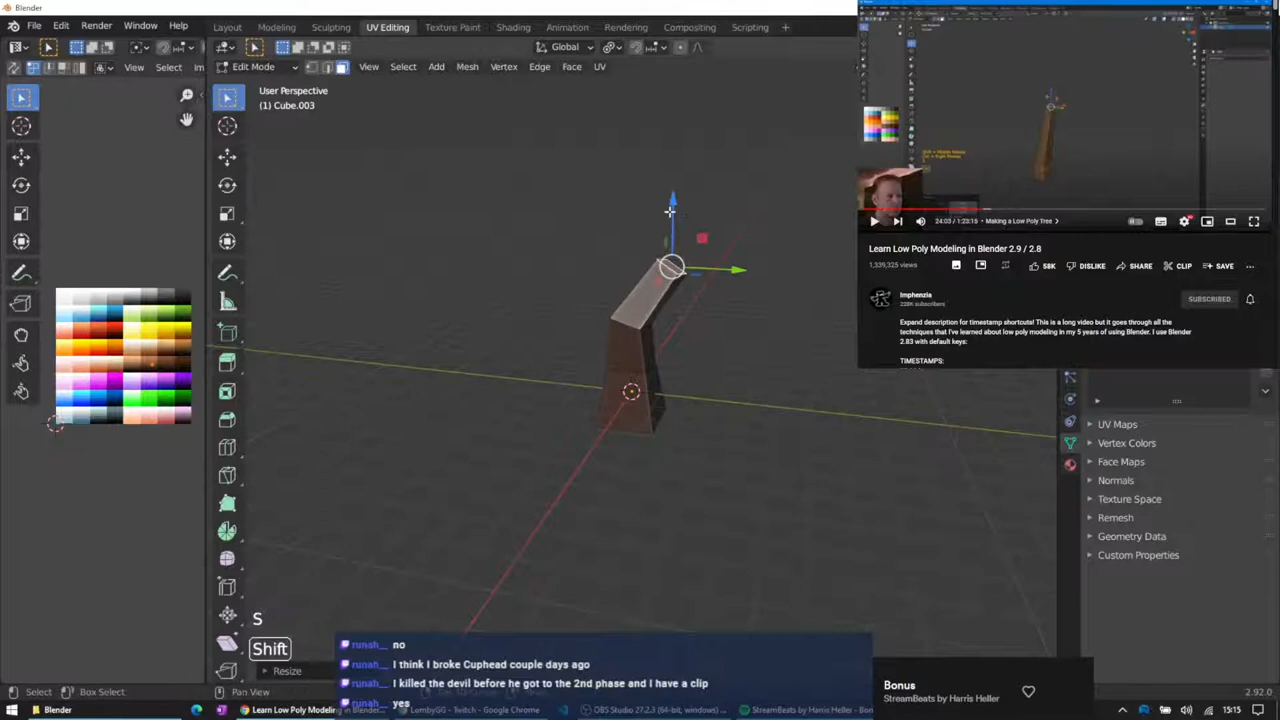 Blender
File Edit Render Window Help
Layout Modeling Sculpting UV Editing Texture Paint Shading Animation Rendering Compositing Scripting +
Global
View Select Im
Edit Mode View Select Add Mesh Vertex Edge Face UV
User Perspective
(1) Cube.003
24:03 / 1:23:15 • Making a Low Poly Tree >
Learn Low Poly Modeling in Blender 2.9 / 2.8
1,339,325 views
58K DISLIKE SHARE CLIP SAVE
Imphenzia
228K subscribers
SUBSCRIBED
Expand description for timestamp shortcuts! This is a long video but it goes through all the
techniques that I've learned about low poly modeling in my 5 years of using Blender. I use Blender
2.83 with default keys:
TIMESTAMPS:
UV Maps
Vertex Colors
Face Maps
Normals
Texture Space
Remesh
Geometry Data
Custom Properties
S
Shift
Resize
runah__ no
runah__ I think I broke Cuphead couple days ago
runah__ I killed the devil before he got to the 2nd phase and I have a clip
runah__ yes
Bonus
StreamBeats by Harris Heller
Select Box Select Pan View
2.92.0
Blender
Learn Low Poly Modeli
LombyGG - Twitch - Google Chrome
OBS Studio 27.2.3 (64-bit, windows)
StreamBeats by Harris Heller - Bon
15:15